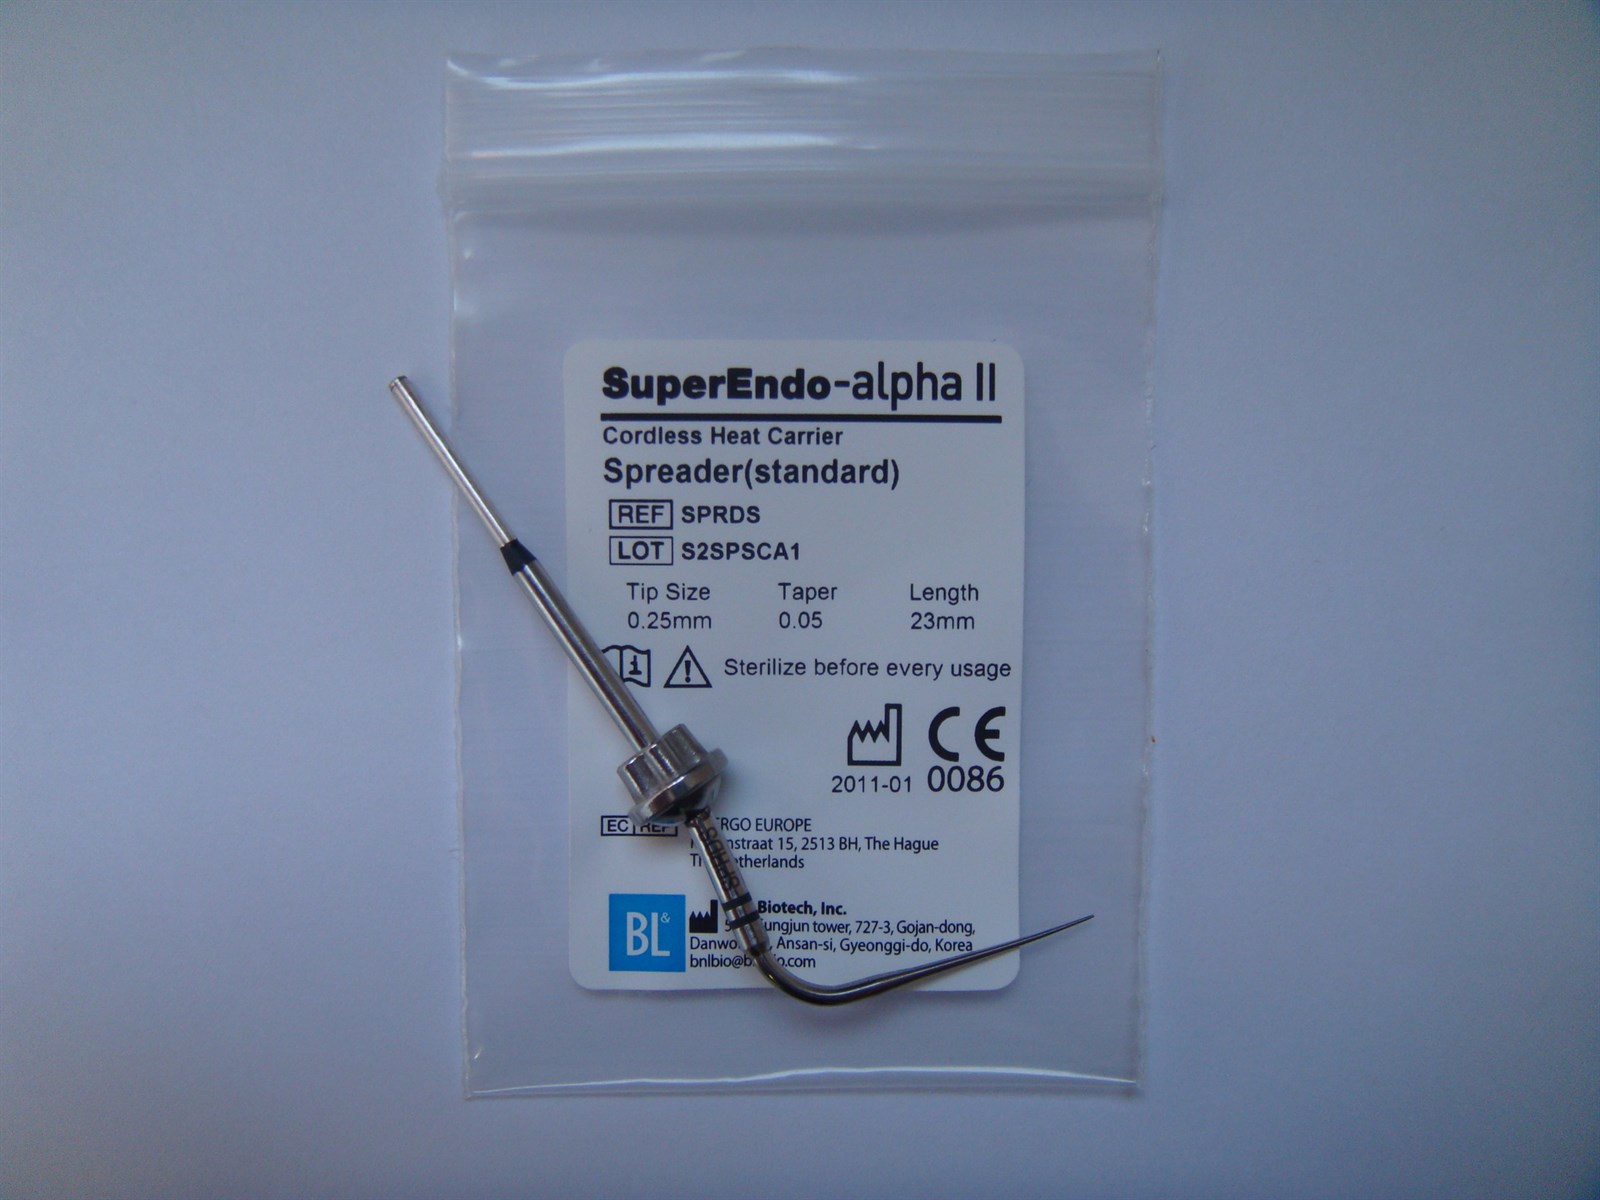 SuperEndo-alpha II
Cordless Heat Carrier
Spreader(standard)
REF SPRDS
LOT S2SPSCA1
Tip Size Taper Length
0.25mm 0.05 23mm
Sterilize before every usage
CE
2011-01 0086
EC REP EUROPE
15, 2513 BH, The Hague
SPRDS
BL&
Biotech, Inc.
tower, 727-3, Gojan-dong,
Ansan-si, Gyeonggi-do, Korea